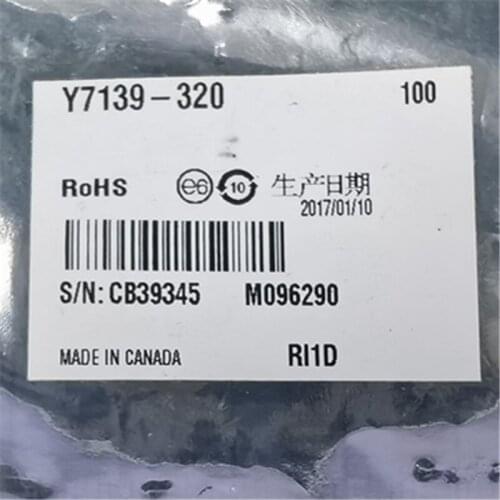 Y7139-320 100
RoHS e6 10 生产日期
2017/01/10
S/N: CB39345 M096290
MADE IN CANADA RI1D